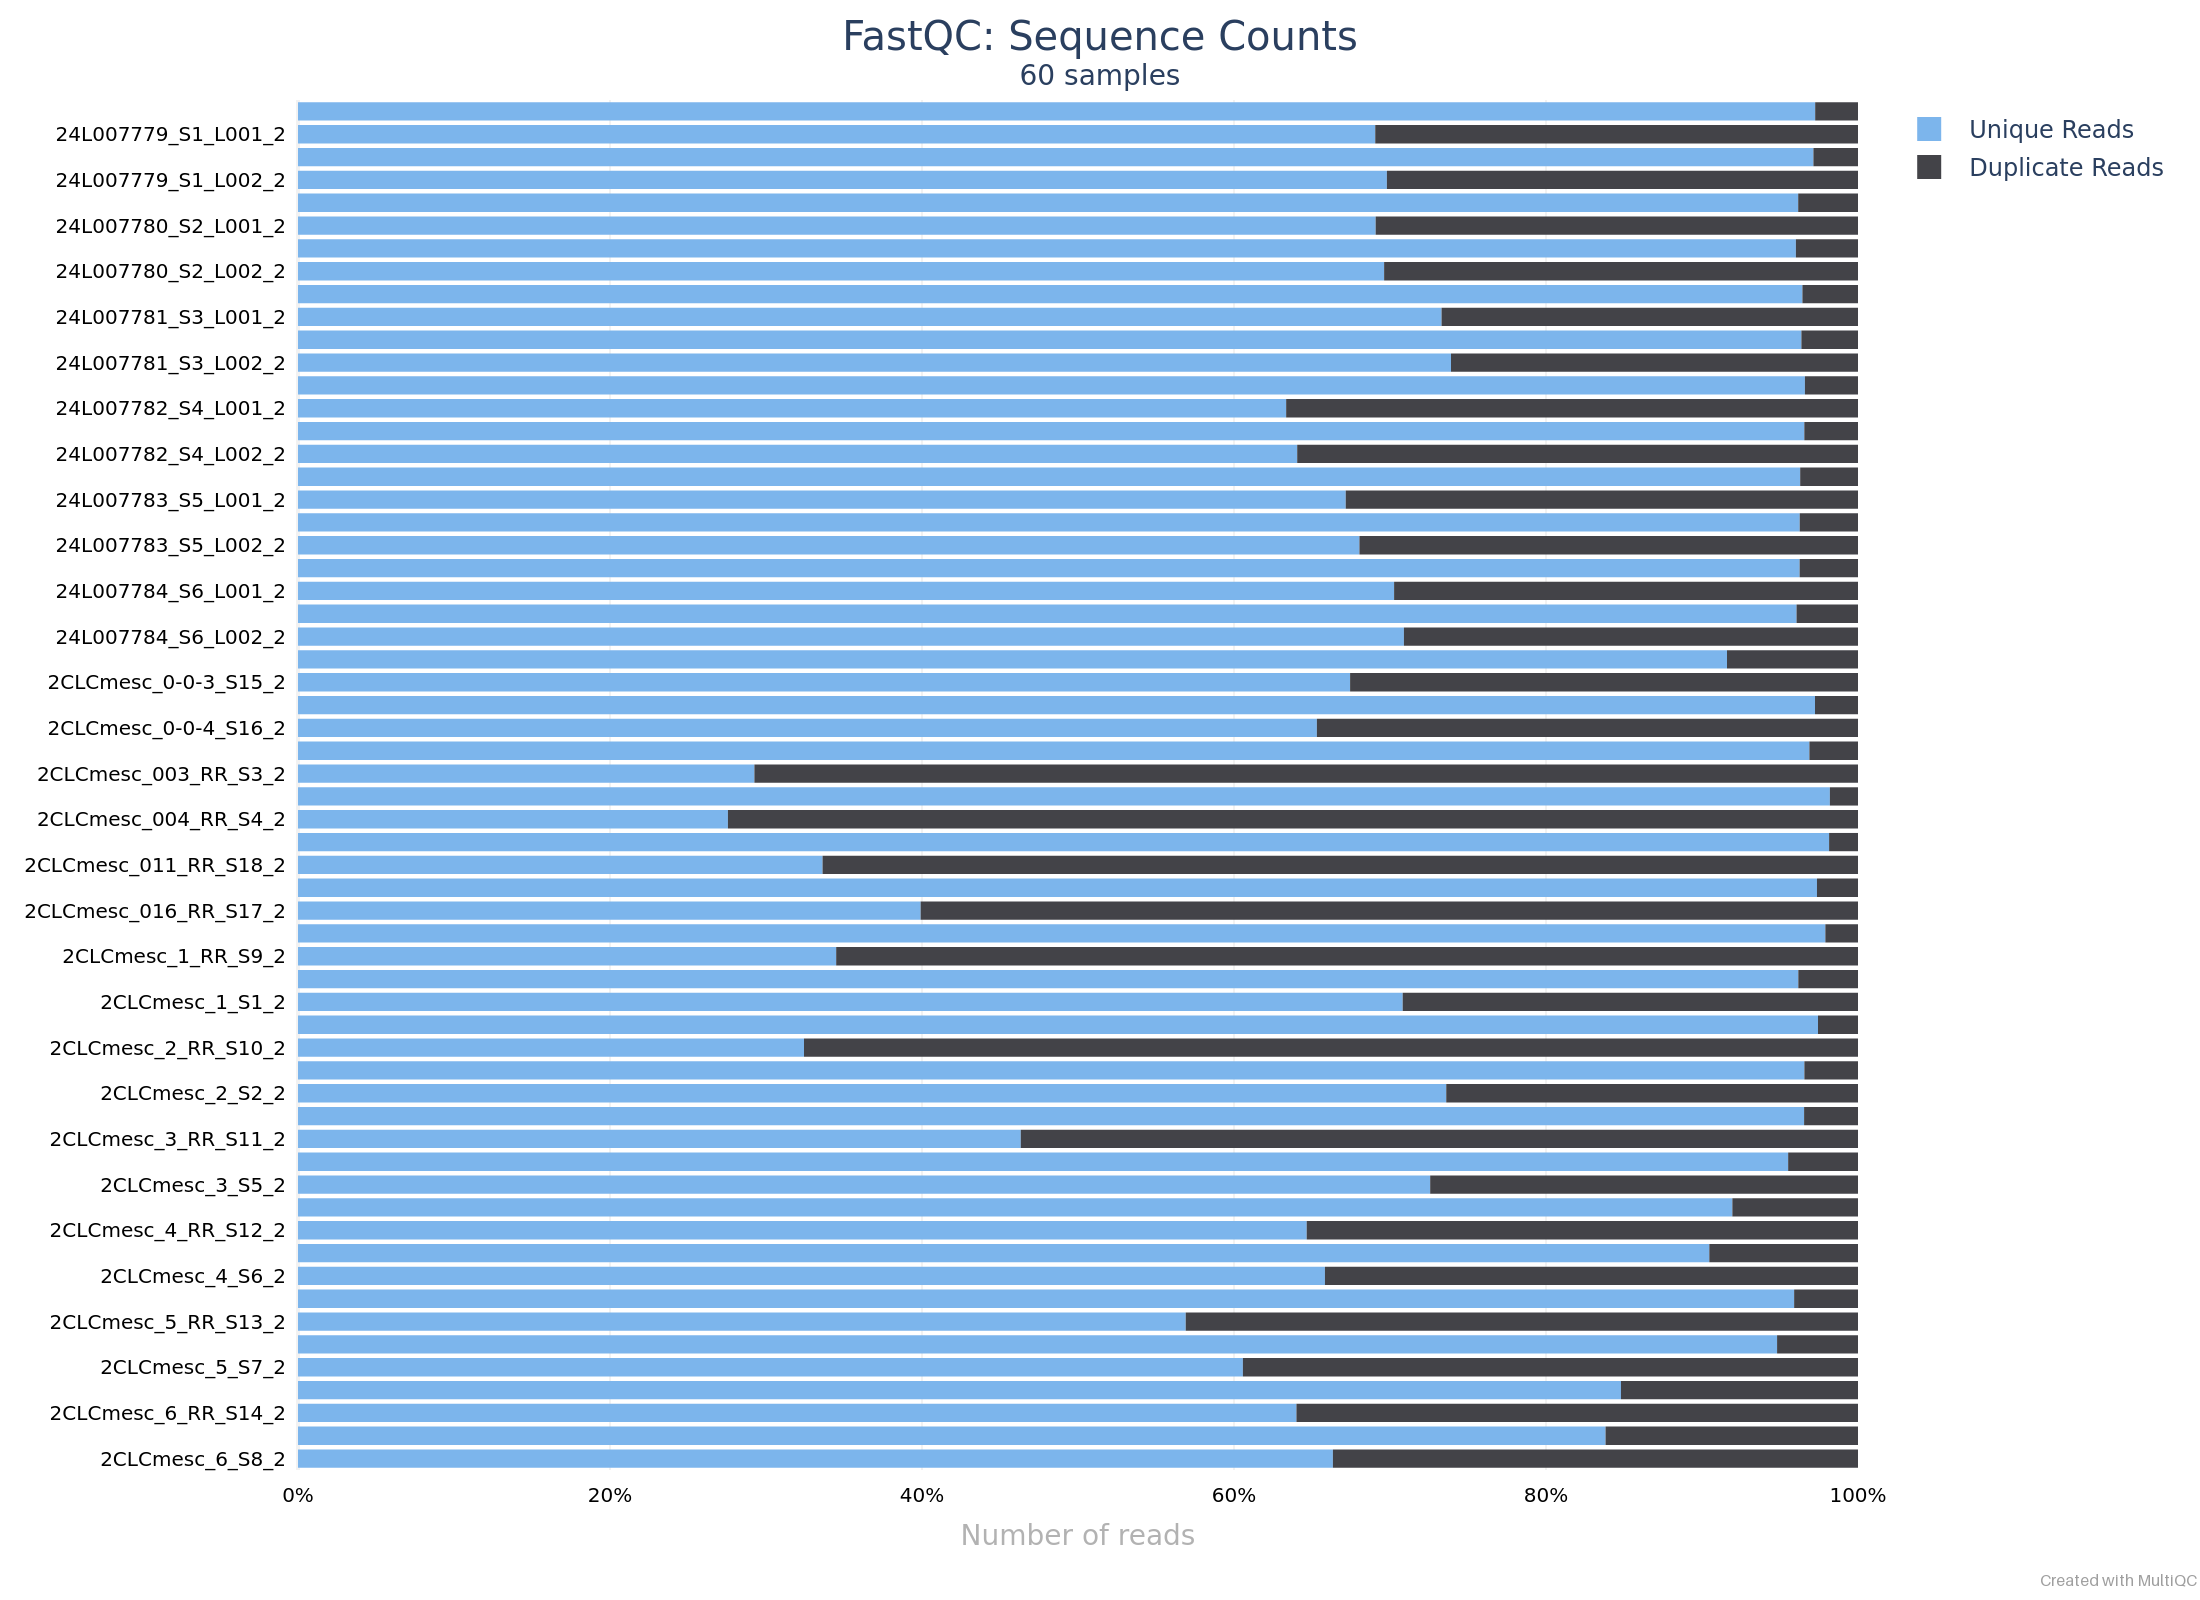 FastQC: Sequence Counts
60 samples
Unique Reads
Duplicate Reads
24L007779_S1_L001_2
24L007779_S1_L002_2
24L007780_S2_L001_2
24L007780_S2_L002_2
24L007781_S3_L001_2
24L007781_S3_L002_2
24L007782_S4_L001_2
24L007782_S4_L002_2
24L007783_S5_L001_2
24L007783_S5_L002_2
24L007784_S6_L001_2
24L007784_S6_L002_2
2CLCmesc_0-0-3_S15_2
2CLCmesc_0-0-4_S16_2
2CLCmesc_003_RR_S3_2
2CLCmesc_004_RR_S4_2
2CLCmesc_011_RR_S18_2
2CLCmesc_016_RR_S17_2
2CLCmesc_1_RR_S9_2
2CLCmesc_1_S1_2
2CLCmesc_2_RR_S10_2
2CLCmesc_2_S2_2
2CLCmesc_3_RR_S11_2
2CLCmesc_3_S5_2
2CLCmesc_4_RR_S12_2
2CLCmesc_4_S6_2
2CLCmesc_5_RR_S13_2
2CLCmesc_5_S7_2
2CLCmesc_6_RR_S14_2
2CLCmesc_6_S8_2
0% 20% 40% 60% 80% 100%
Number of reads
Created with MultiQC